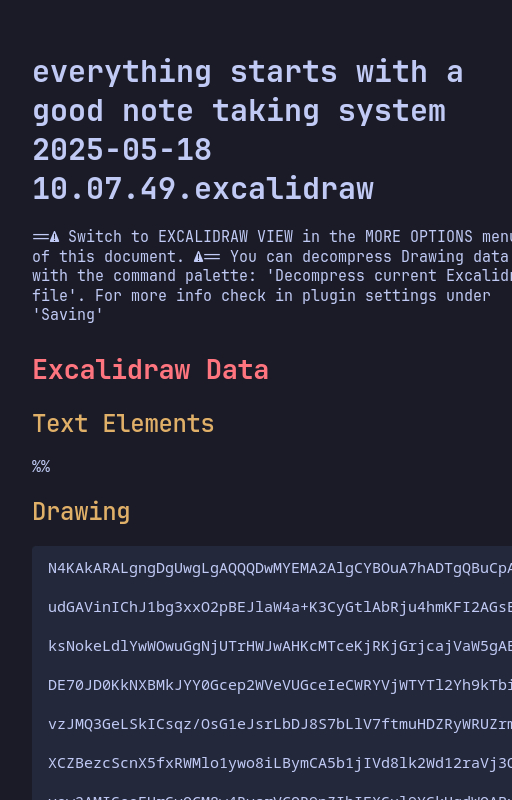 everything starts with a
good note taking system
2025-05-18
10.07.49.excalidraw
==⚠ Switch to EXCALIDRAW VIEW in the MORE OPTIONS menu
of this document. ⚠== You can decompress Drawing data
with the command palette: 'Decompress current Excalidr
file'. For more info check in plugin settings under
'Saving'
Excalidraw Data
Text Elements
%%
Drawing
N4KAkARALgngDgUwgLgAQQQDwMYEMA2AlgCYBOuA7hADTgQBuCpA
udGAVinIChJ1bg3xxO2pBEJlaW4a+K3CyGtlAbRju4hmKFI2AGsE
ksNokeLdlYwWOwuGgNjUTrHWJwAHKcMTceKjRKjGrjcajVaW5gAE
DE70JD0KkNXBMkJYY0Gcep2WVeVUGceIeCWRYVjWTYTl2Yh9kTbi
vzJMQ3GeLSkICsqz/OsG1eJsrLbDJ8S7bLlV7ftmuHDZRyWRUZrm
XCZBezcScnX5fxRWMlo1ywo8iLBymCA5b1jIVd8lk2Wd12raVj3O